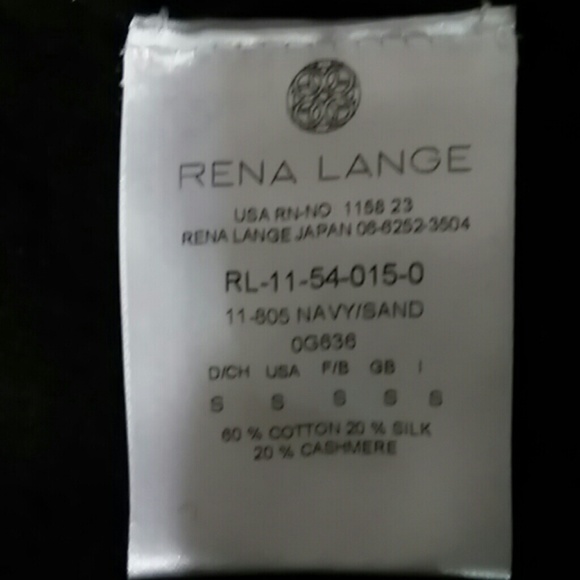 RENA LANGE
USA RN-NO 1158 23
RENA LANGE JAPAN 06-6252-3504
RL-11-54-015-0
11-805 NAVY/SAND
0G636
D/CH USA F/B GB I
S S S S S
60 % COTTON 20 % SILK
20 % CASHMERE